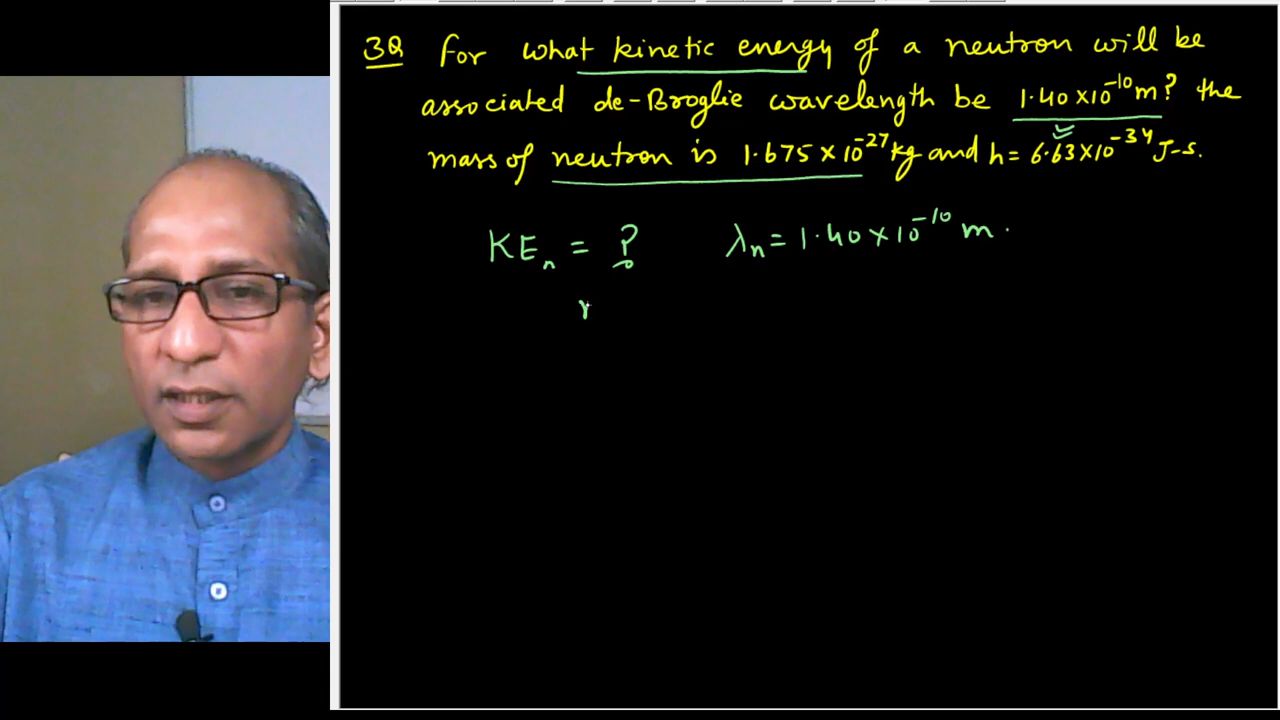 3Q For what kinetic energy of a neutron will be
associated de-Broglie wavelength be 1.40×10⁻¹⁰m? the
mass of neutron is 1.675×10⁻²⁷kg and h= 6.63×10⁻³⁴J-s.
KEₙ = ? λₙ = 1.40×10⁻¹⁰ m.